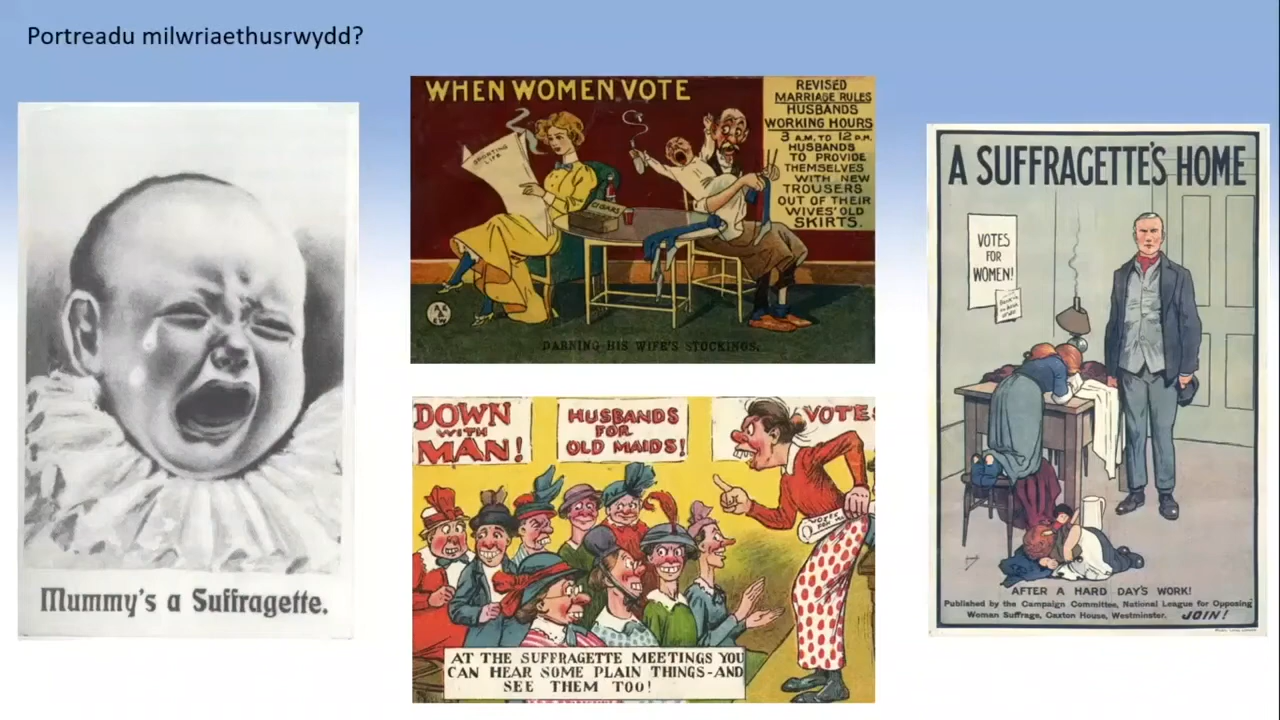 Portreadu milwriaethusrwydd?
Mummy's a Suffragette.
WHEN WOMEN VOTE
SPORTING
LIFE
CIGARS
REVISED
MARRIAGE RULES
HUSBANDS
WORKING HOURS
3 A.M. TO 12 P.M.
HUSBANDS
TO PROVIDE
THEMSELVES
WITH NEW
TROUSERS
OUT OF THEIR
WIVES' OLD
SKIRTS.
DARNING HIS WIFE'S STOCKINGS.
DOWN
WITH
MAN!
HUSBANDS
FOR
OLD MAIDS!
VOTES
VOTES
AT THE SUFFRAGETTE MEETINGS YOU
CAN HEAR SOME PLAIN THINGS-AND
SEE THEM TOO!
A SUFFRAGETTE'S HOME
VOTES
FOR
WOMEN!
AFTER A HARD DAY'S WORK!
Published by the Campaign Committee, National League for Opposing
Woman Suffrage, Caxton House, Westminster. JOIN!